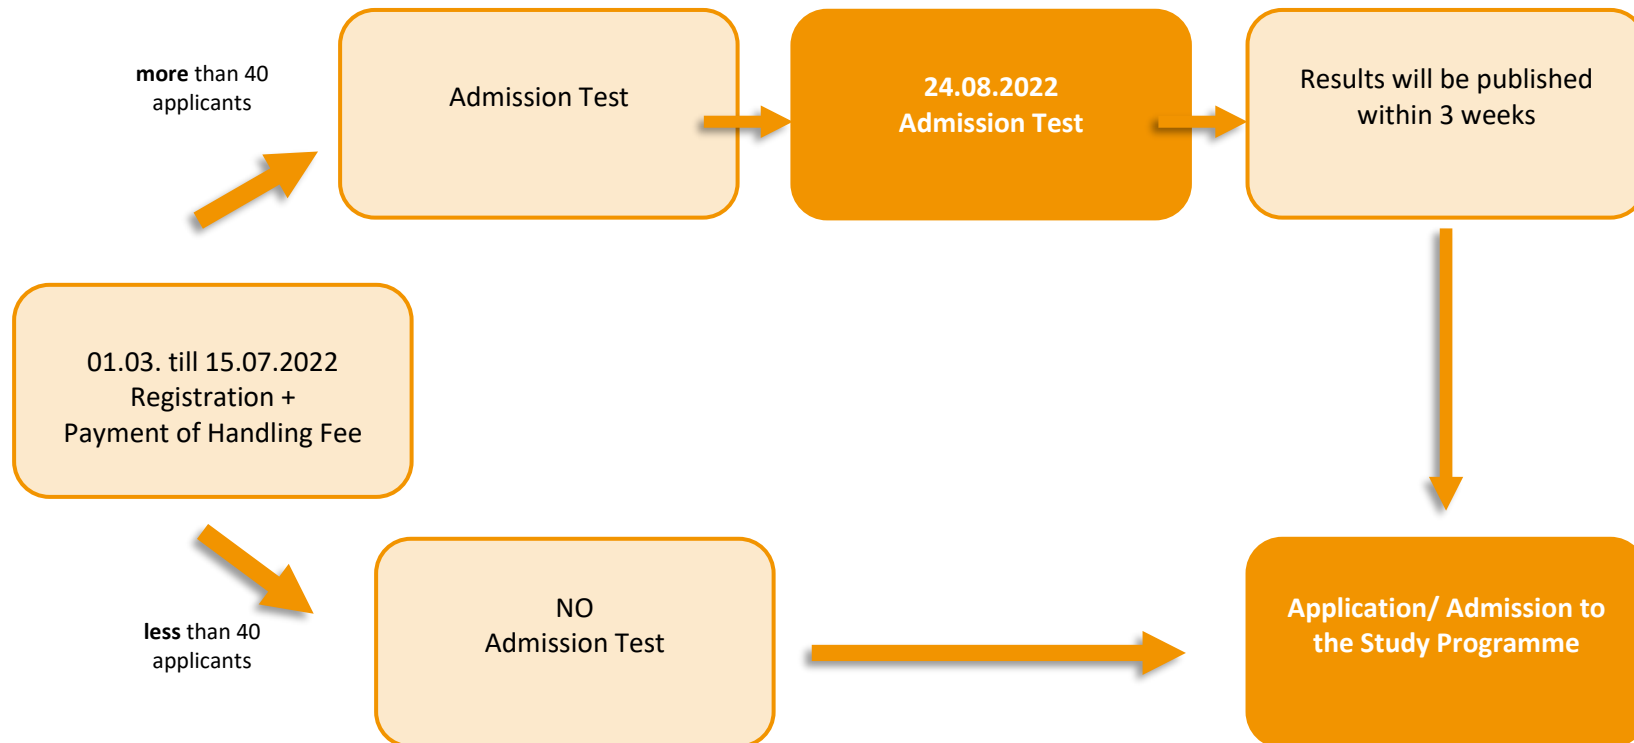 more than 40
applicants
Admission Test
24.08.2022
Admission Test
Results will be published
within 3 weeks
01.03. till 15.07.2022
Registration +
Payment of Handling Fee
less than 40
applicants
NO
Admission Test
Application/ Admission to
the Study Programme